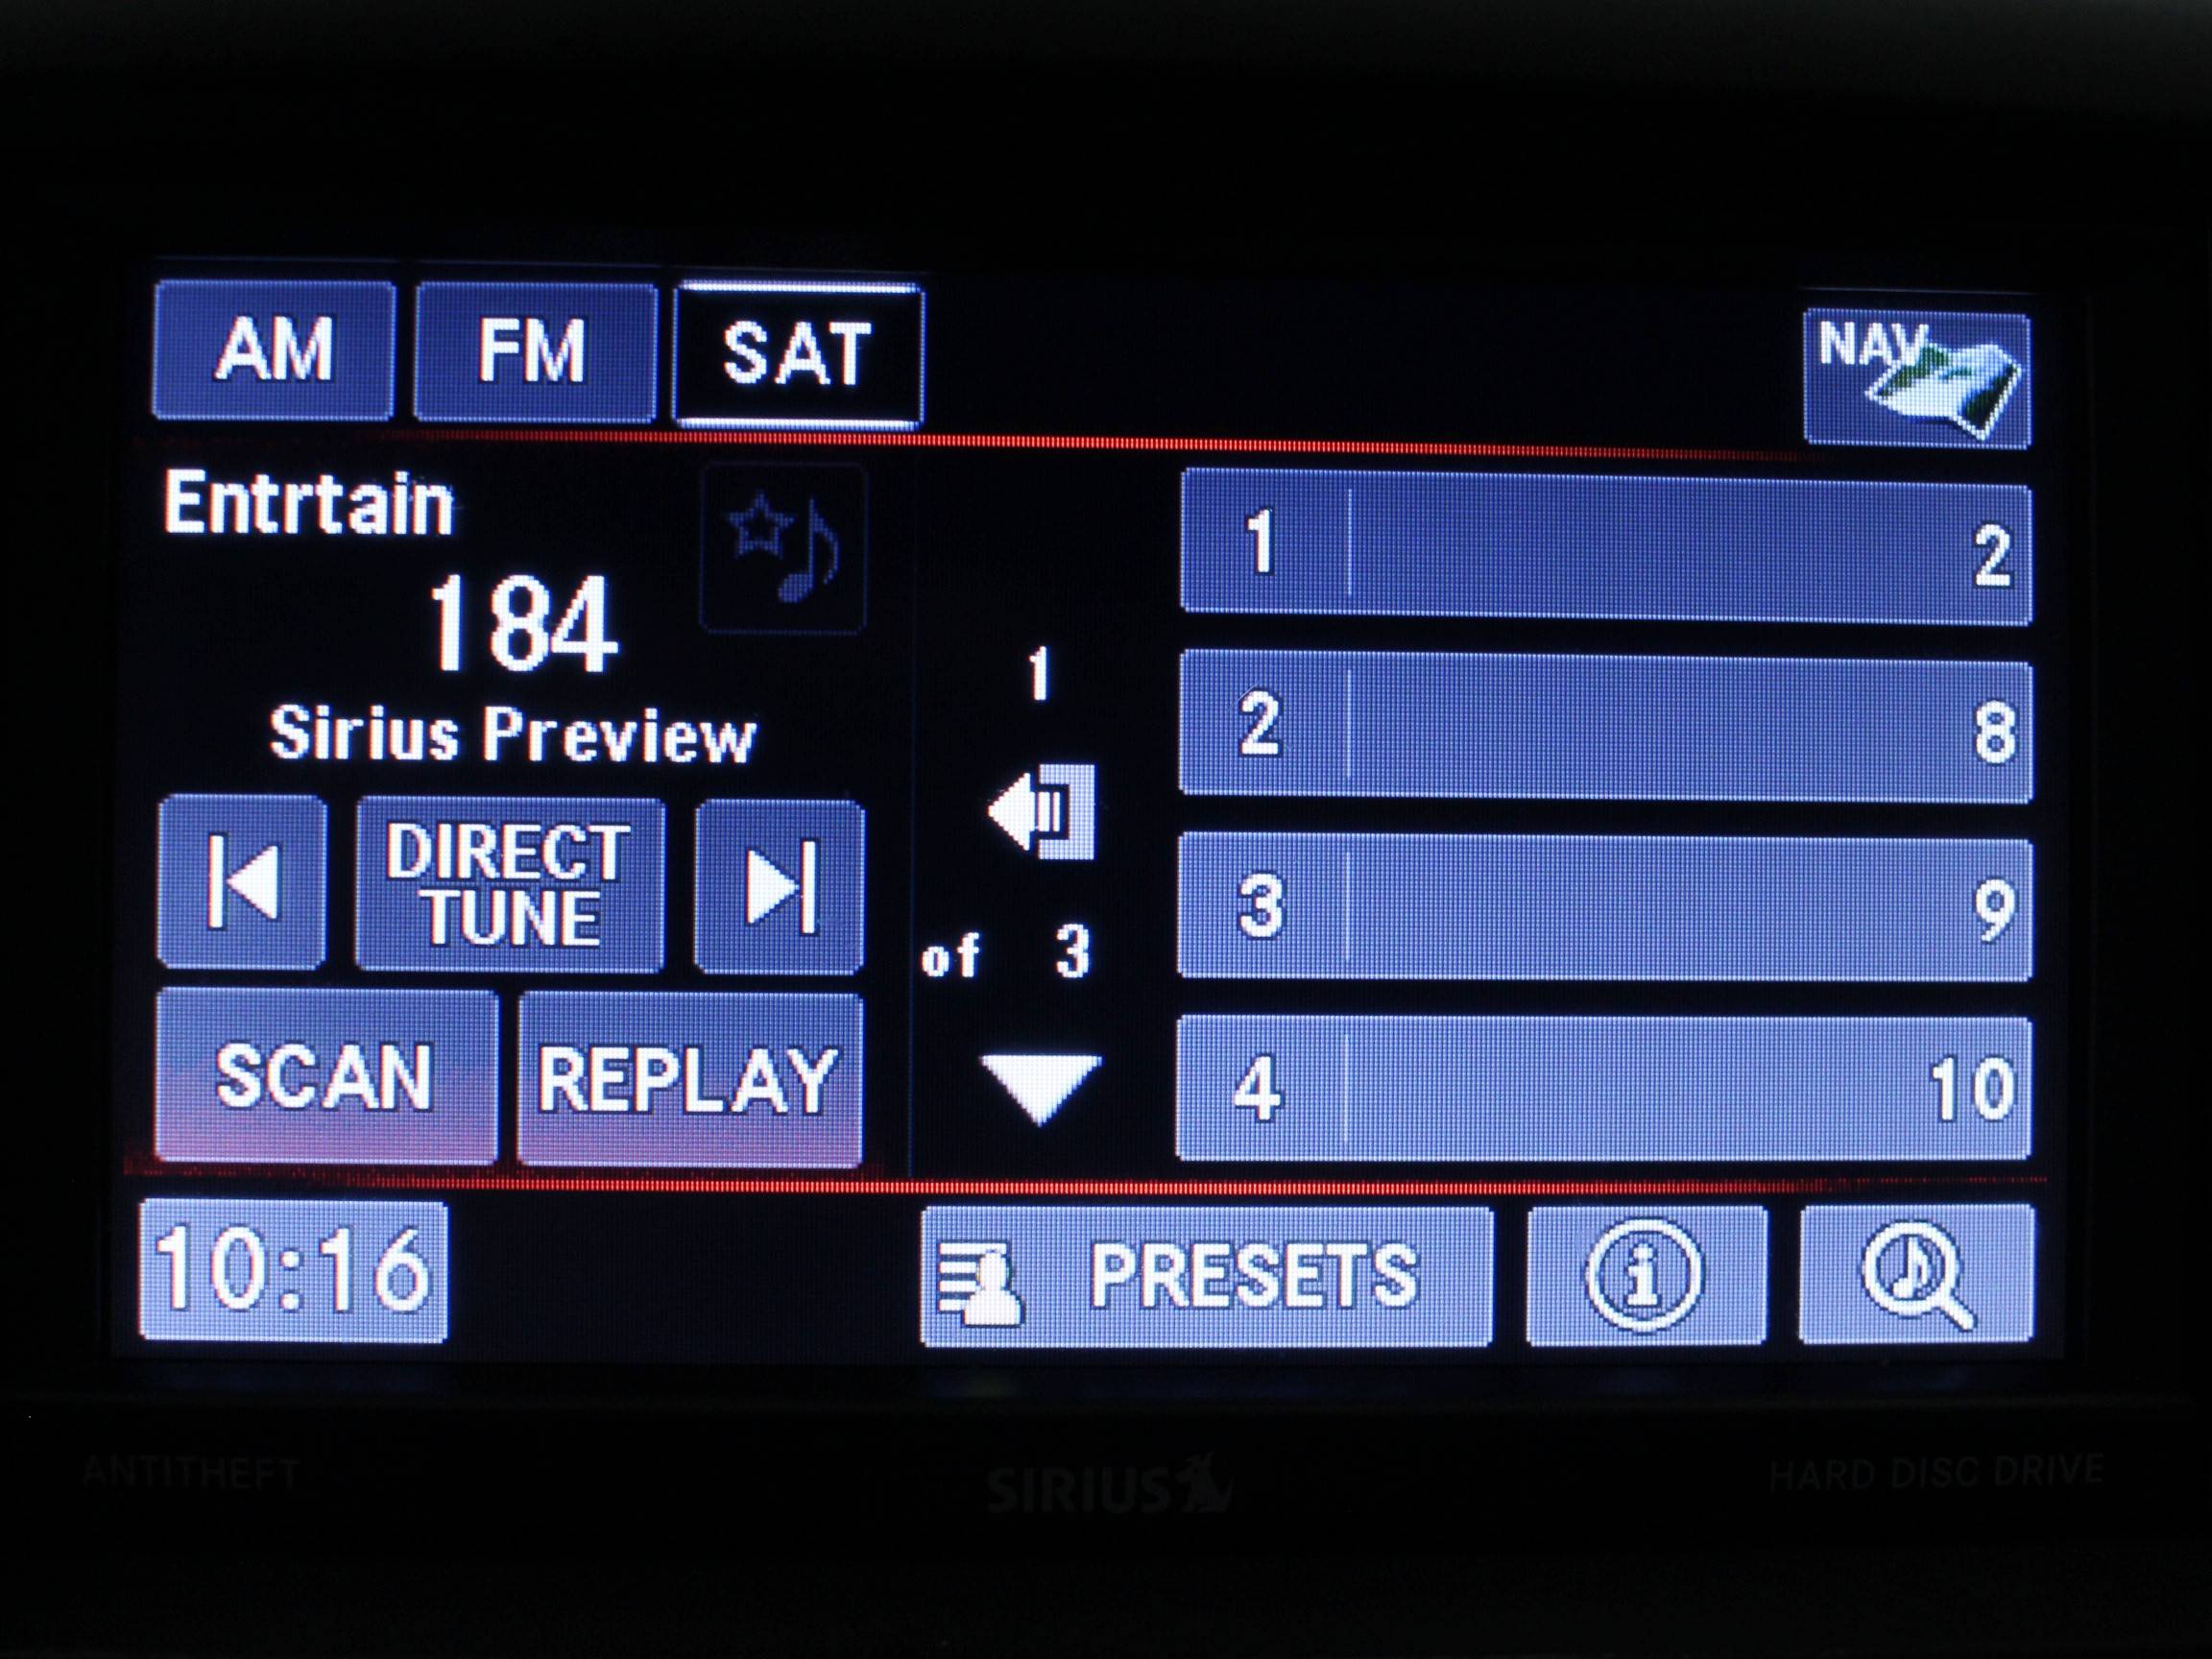 AM FM SAT NAV
Entrtain
184
Sirius Preview
DIRECT
TUNE
SCAN REPLAY
1
of 3
1 2
2 8
3 9
4 10
10:16 PRESETS i
ANTITHEFT SIRIUS HARD DISC DRIVE